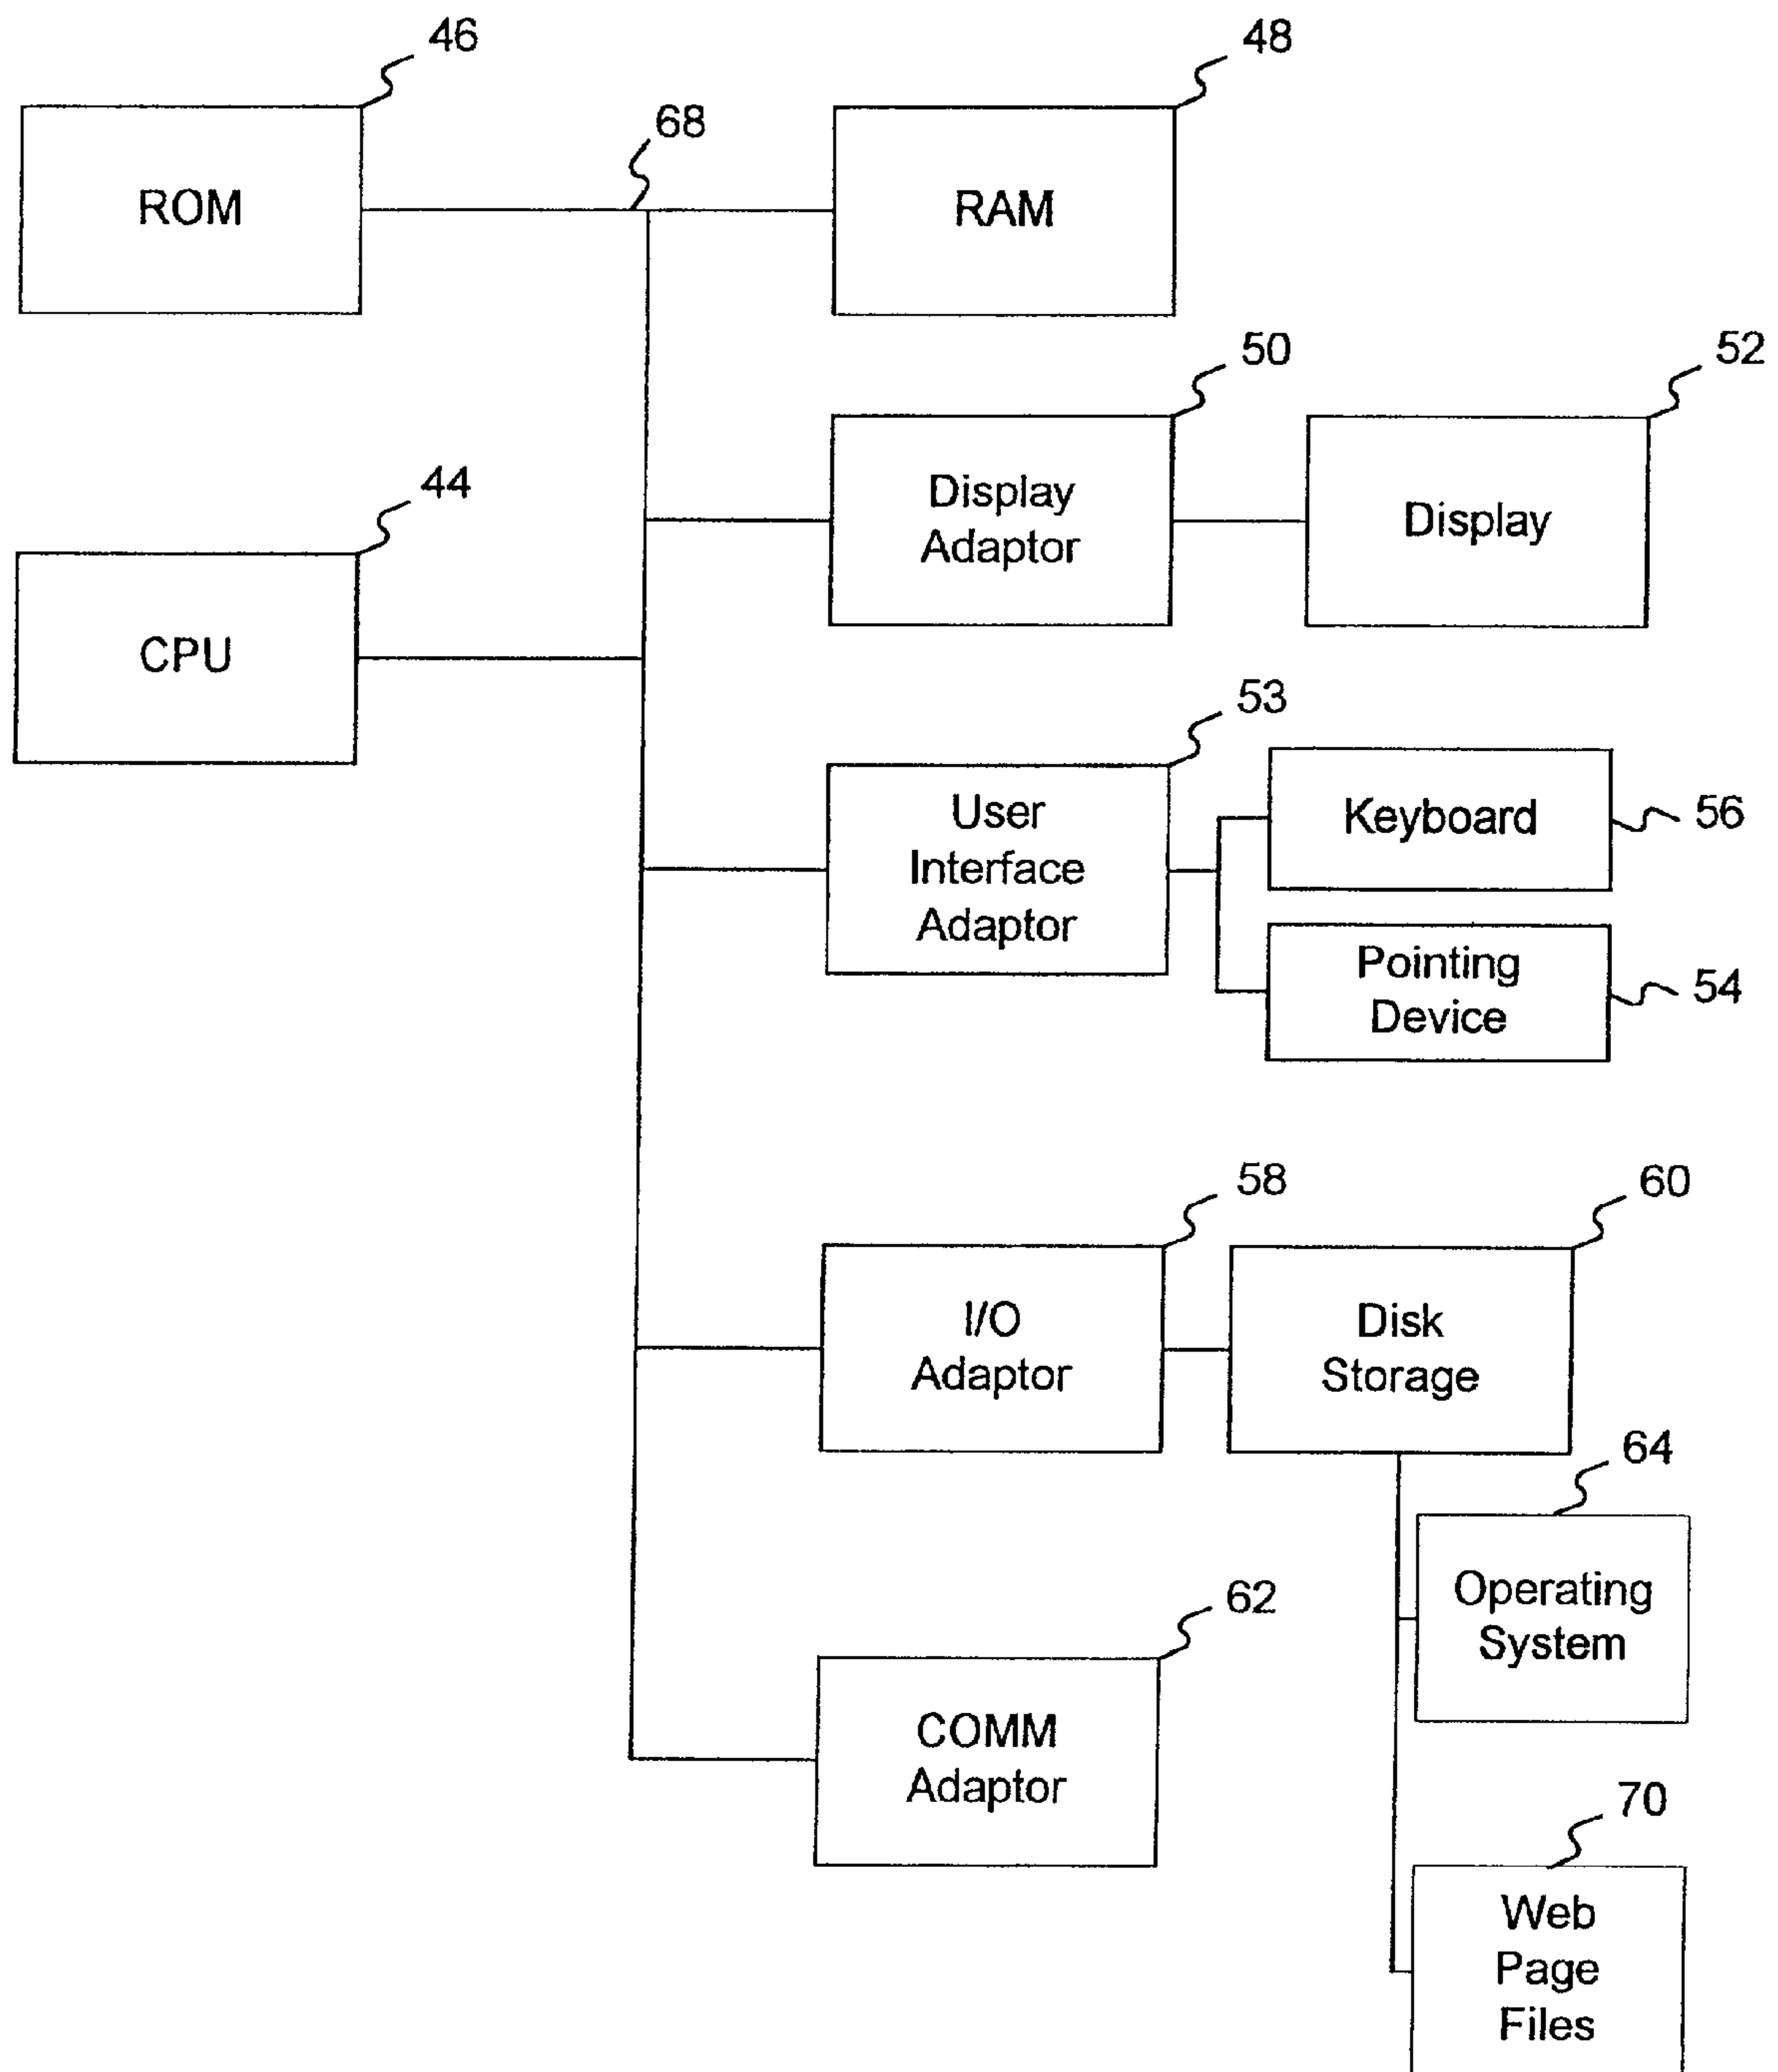 46
48
68
ROM
RAM
50
52
44
Display
Adaptor
Display
CPU
53
User
Interface
Adaptor
Keyboard
56
Pointing
Device
54
58
60
I/O
Adaptor
Disk
Storage
64
Operating
System
62
COMM
Adaptor
70
Web
Page
Files